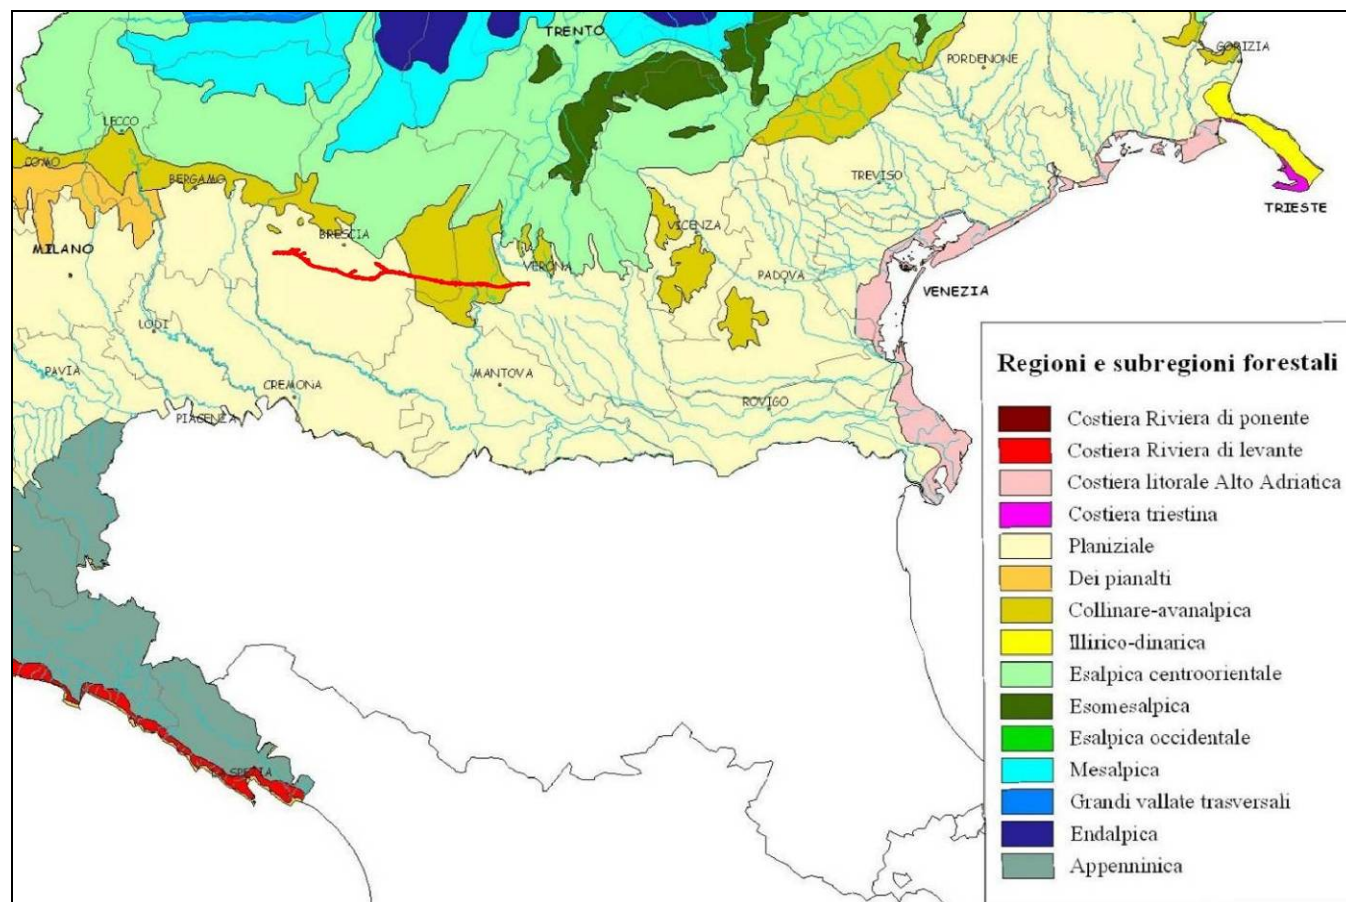 TRENTO
GORIZIA
PORDENONE
LECCO
COMO
BERGAMO
TREVISO
TRIESTE
VICENZA
BRESCIA
MILANO
VERONA
PADOVA
VENEZIA
LODI
PAVIA
MANTOVA
CREMONA
ROVIGO
PIACENZA
LA SPEZIA
Regioni e subregioni forestali
Costiera Riviera di ponente
Costiera Riviera di levante
Costiera litorale Alto Adriatica
Costiera triestina
Planiziale
Dei pianalti
Collinare-avanalpica
Illirico-dinarica
Esalpica centroorientale
Esomesalpica
Esalpica occidentale
Mesalpica
Grandi vallate trasversali
Endalpica
Appenninica